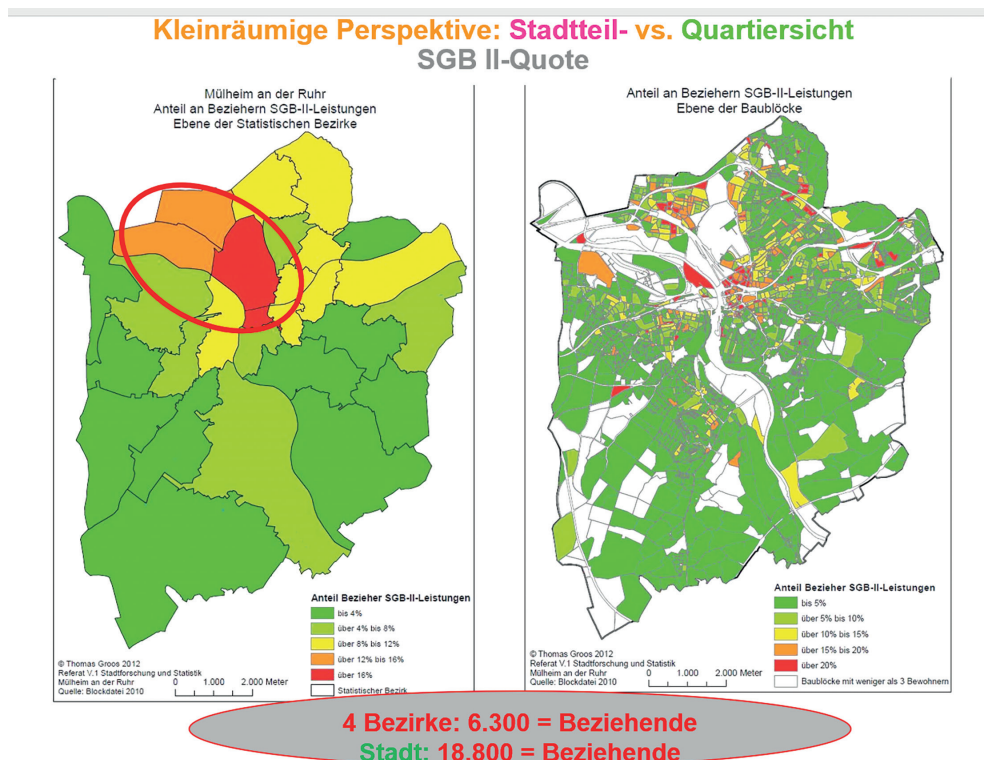 Kleinräumige Perspektive: Stadtteil- vs. Quartiersicht
SGB II-Quote
Mülheim an der Ruhr
Anteil an Beziehern SGB-II-Leistungen
Ebene der Statistischen Bezirke
Anteil Bezieher SGB-II-Leistungen
bis 4%
über 4% bis 8%
über 8% bis 12%
über 12% bis 16%
über 16%
Statistischer Bezirk
© Thomas Groos 2012
Referat V.1 Stadtforschung und Statistik
Mülheim an der Ruhr
Quelle: Blockdatei 2010
0 1.000 2.000 Meter
Anteil an Beziehern SGB-II-Leistungen
Ebene der Baublöcke
Anteil Bezieher SGB-II-Leistungen
bis 5%
über 5% bis 10%
über 10% bis 15%
über 15% bis 20%
über 20%
Baublöcke mit weniger als 3 Bewohnern
© Thomas Groos 2012
Referat V.1 Stadtforschung und Statistik
Mülheim an der Ruhr
Quelle: Blockdatei 2010
0 1.000 2.000 Meter
4 Bezirke: 6.300 = Beziehende
Stadt: 18.800 = Beziehende